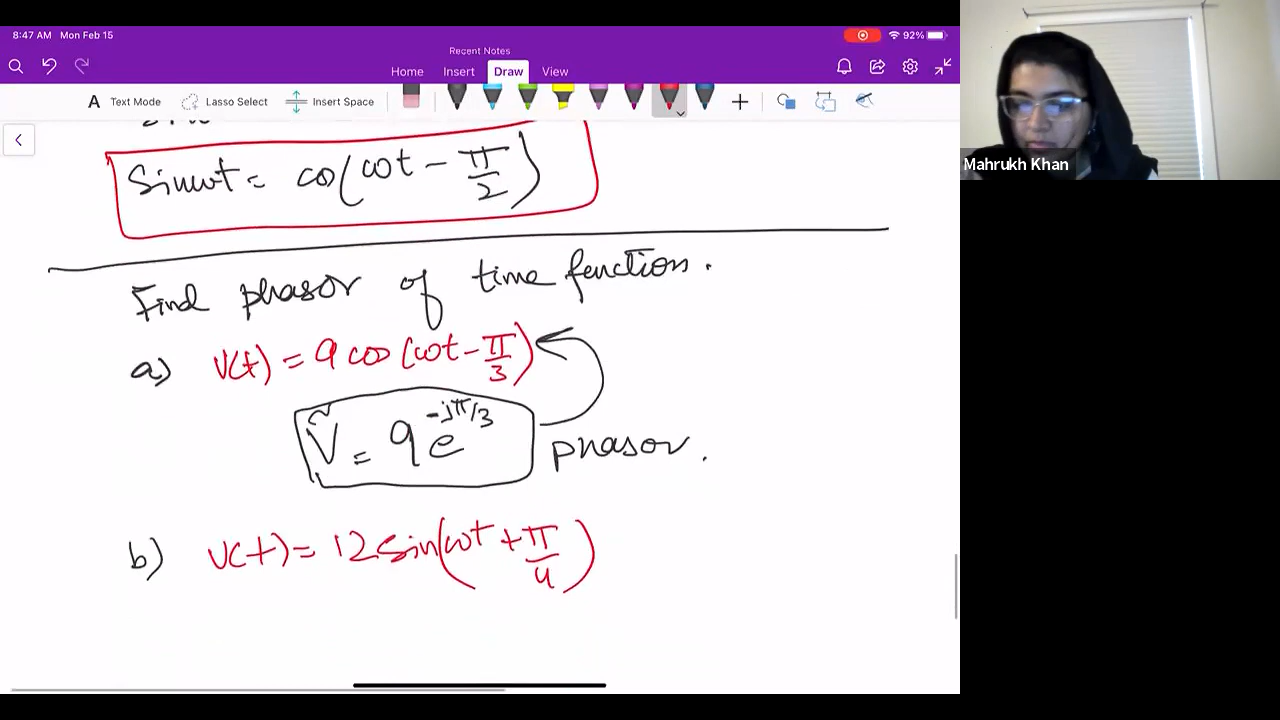 8:47 AM Mon Feb 15
92%
Recent Notes
Home Insert Draw View
Text Mode Lasso Select Insert Space
Sinωt = cos(ωt - π/2)
Find phasor of time function.
a) V(t) = 9 cos (ωt - π/3)
Ṽ = 9 e^-jπ/3 phasor.
b) V(t) = 12 sin(ωt + π/4)
Mahrukh Khan